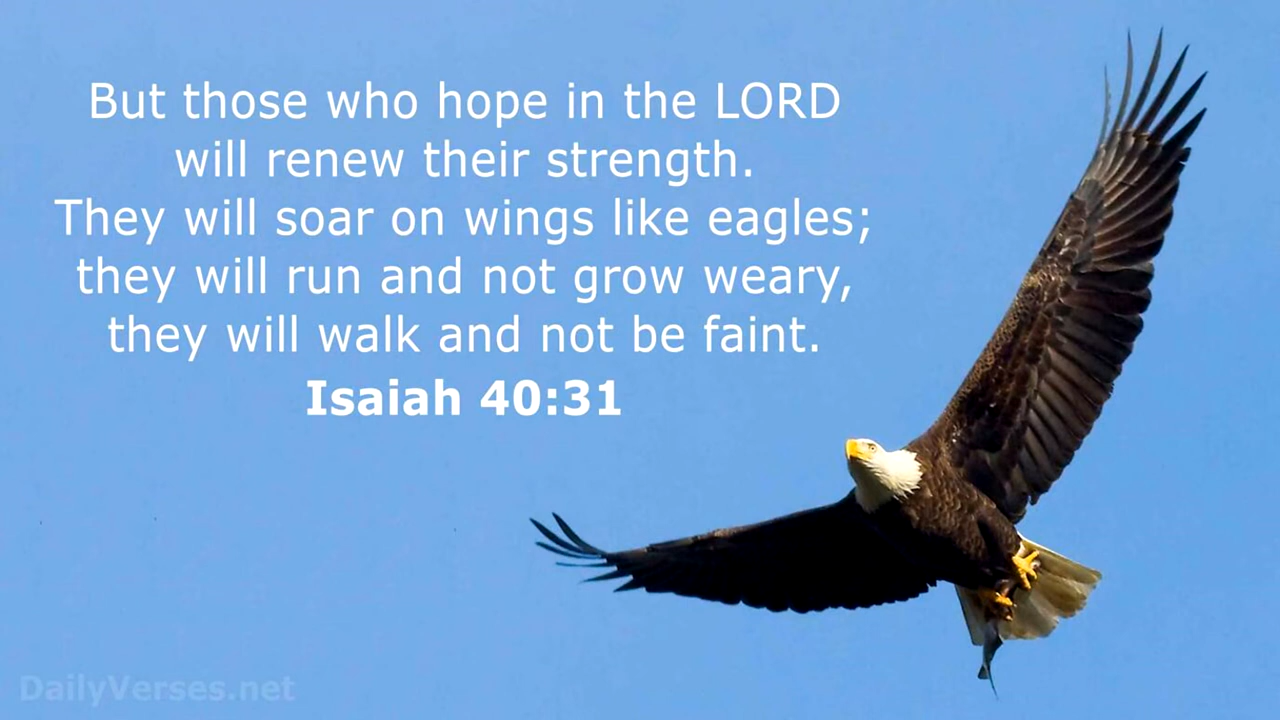 But those who hope in the LORD
will renew their strength.
They will soar on wings like eagles;
they will run and not grow weary,
they will walk and not be faint.
Isaiah 40:31
DailyVerses.net